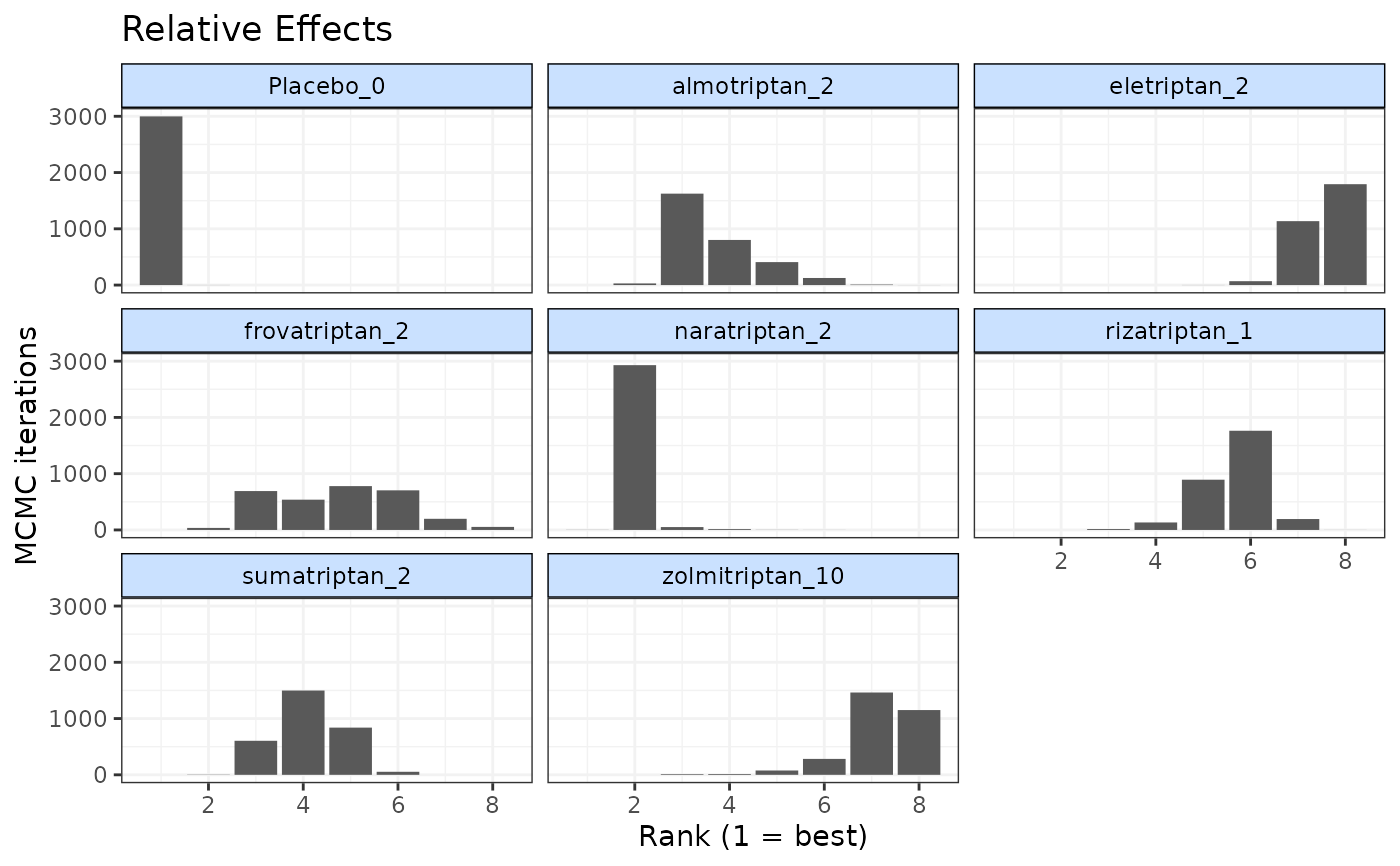 Relative Effects
Placebo_0 almotriptan_2 eletriptan_2
3000
2000
1000
0
frovatriptan_2 naratriptan_2 rizatriptan_1
3000
2000
1000
0
2 4 6 8
MCMC iterations
sumatriptan_2 zolmitriptan_10
3000
2000
1000
0
2 4 6 8 2 4 6 8
Rank (1 = best)